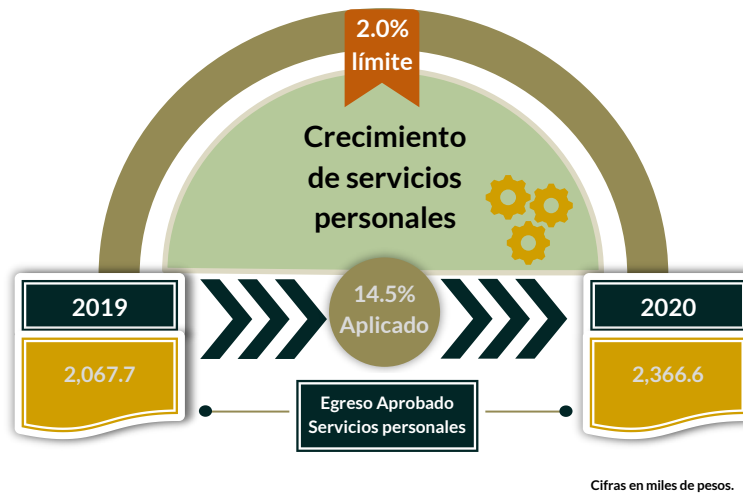 2.0%
límite
Crecimiento
de servicios
personales
2019
14.5%
Aplicado
2020
2,067.7
2,366.6
Egreso Aprobado
Servicios personales
Cifras en miles de pesos.